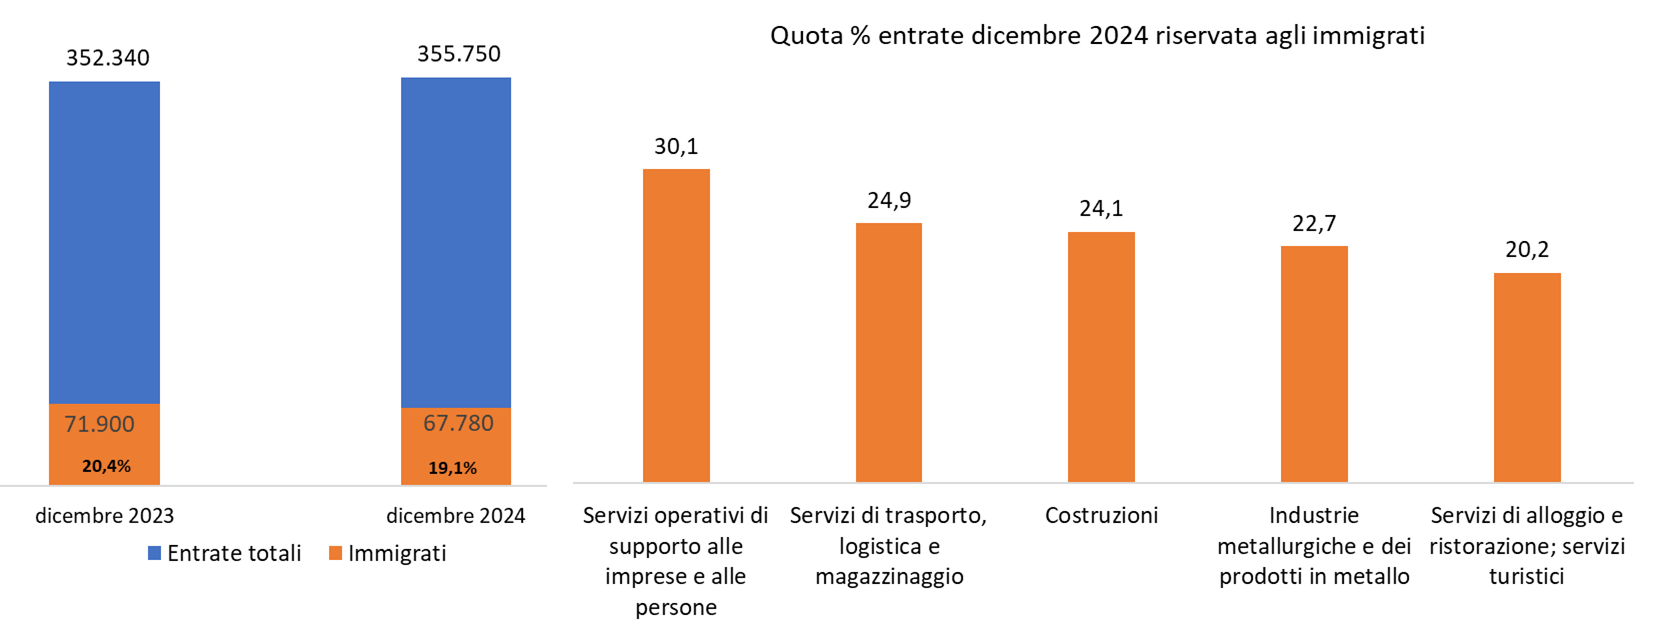 352.340
355.750
71.900
67.780
20,4%
19,1%
dicembre 2023
dicembre 2024
Entrate totali
Immigrati
Quota % entrate dicembre 2024 riservata agli immigrati
30,1
24,9
24,1
22,7
20,2
Servizi operativi di
supporto alle
imprese e alle
persone
Servizi di trasporto,
logistica e
magazzinaggio
Costruzioni
Industrie
metallurgiche e dei
prodotti in metallo
Servizi di alloggio e
ristorazione; servizi
turistici